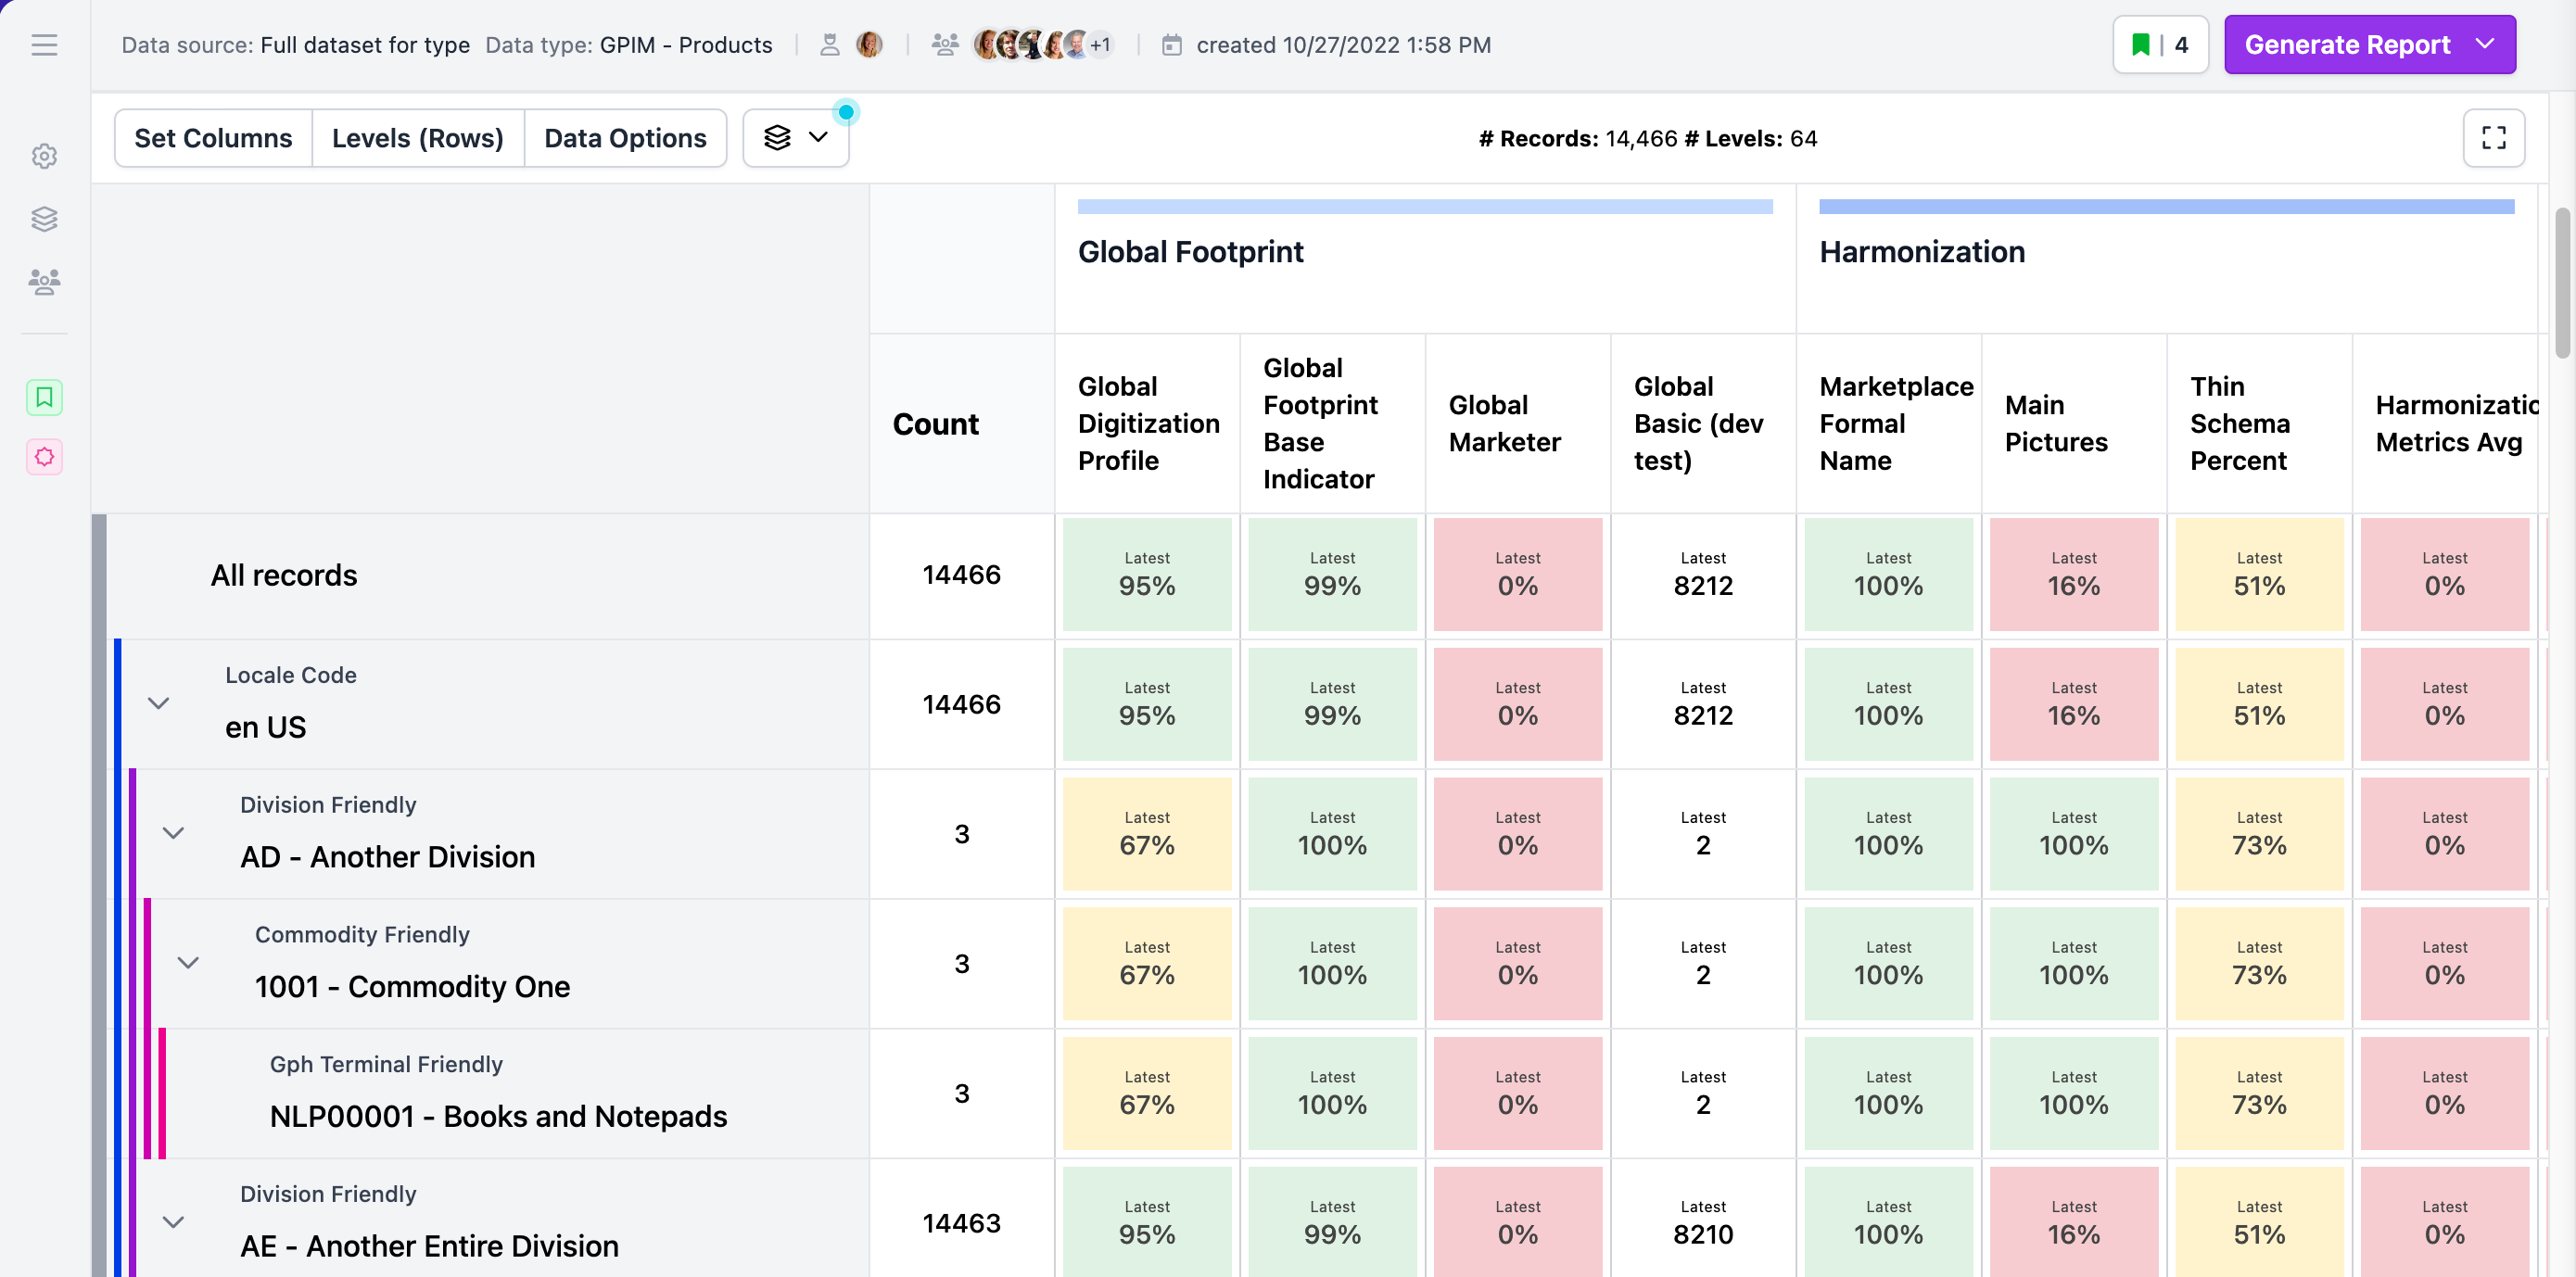 Data source: Full dataset for type Data type: GPIM - Products +1 created 10/27/2022 1:58 PM 4 Generate Report
Set Columns Levels (Rows) Data Options # Records: 14,466 # Levels: 64
Global Footprint Harmonization
Count
Global
Digitization
Profile
Global
Footprint
Base
Indicator
Global
Marketer
Global
Basic (dev
test)
Marketplace
Formal
Name
Main
Pictures
Thin
Schema
Percent
Harmonizatic
Metrics Avg
All records
14466
Latest Latest Latest Latest Latest Latest Latest Latest
95% 99% 0% 8212 100% 16% 51% 0%
Locale Code
en US
14466
Latest Latest Latest Latest Latest Latest Latest Latest
95% 99% 0% 8212 100% 16% 51% 0%
Division Friendly
AD - Another Division
3
Latest Latest Latest Latest Latest Latest Latest Latest
67% 100% 0% 2 100% 100% 73% 0%
Commodity Friendly
1001 - Commodity One
3
Latest Latest Latest Latest Latest Latest Latest Latest
67% 100% 0% 2 100% 100% 73% 0%
Gph Terminal Friendly
NLP00001 - Books and Notepads
3
Latest Latest Latest Latest Latest Latest Latest Latest
67% 100% 0% 2 100% 100% 73% 0%
Division Friendly
AE - Another Entire Division
14463
Latest Latest Latest Latest Latest Latest Latest Latest
95% 99% 0% 8210 100% 16% 51% 0%